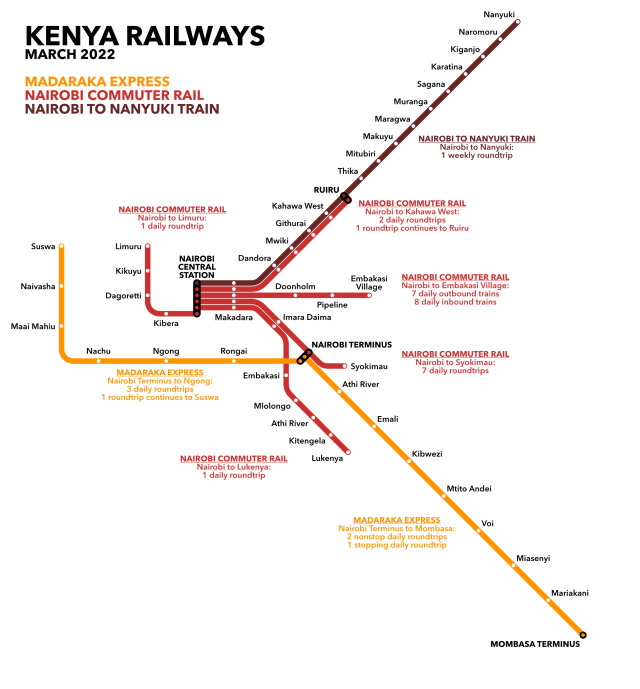 KENYA RAILWAYS
MARCH 2022
MADARAKA EXPRESS
NAIROBI COMMUTER RAIL
NAIROBI TO NANYUKI TRAIN
Nanyuki
Naromoru
Kiganjo
Karatina
Sagana
Muranga
Maragwa
Makuyu
Mitubiri
Thika
NAIROBI TO NANYUKI TRAIN
Nairobi to Nanyuki:
1 weekly roundtrip
RUIRU
Kahawa West
Githurai
Mwiki
Dandora
NAIROBI COMMUTER RAIL
Nairobi to Kahawa West:
2 daily roundtrips
1 roundtrip continues to Ruiru
NAIROBI COMMUTER RAIL
Nairobi to Limuru:
1 daily roundtrip
Suswa
Naivasha
Maai Mahiu
Limuru
Kikuyu
Dagoretti
Kibera
NAIROBI
CENTRAL
STATION
Makadara
Doonholm
Pipeline
Embakasi
Village
NAIROBI COMMUTER RAIL
Nairobi to Embakasi Village:
7 daily outbound trains
8 daily inbound trains
Imara Daima
NAIROBI TERMINUS
Syokimau
NAIROBI COMMUTER RAIL
Nairobi to Syokimau:
7 daily roundtrips
Nachu
Ngong
Rongai
MADARAKA EXPRESS
Nairobi Terminus to Ngong:
3 daily roundtrips
1 roundtrip continues to Suswa
Embakasi
Mlolongo
Athi River
Kitengela
Lukenya
NAIROBI COMMUTER RAIL
Nairobi to Lukenya:
1 daily roundtrip
Athi River
Emali
Kibwezi
Mtito Andei
Voi
Miasenyi
Mariakani
MADARAKA EXPRESS
Nairobi Terminus to Mombasa:
2 nonstop daily roundtrips
1 stopping daily roundtrip
MOMBASA TERMINUS